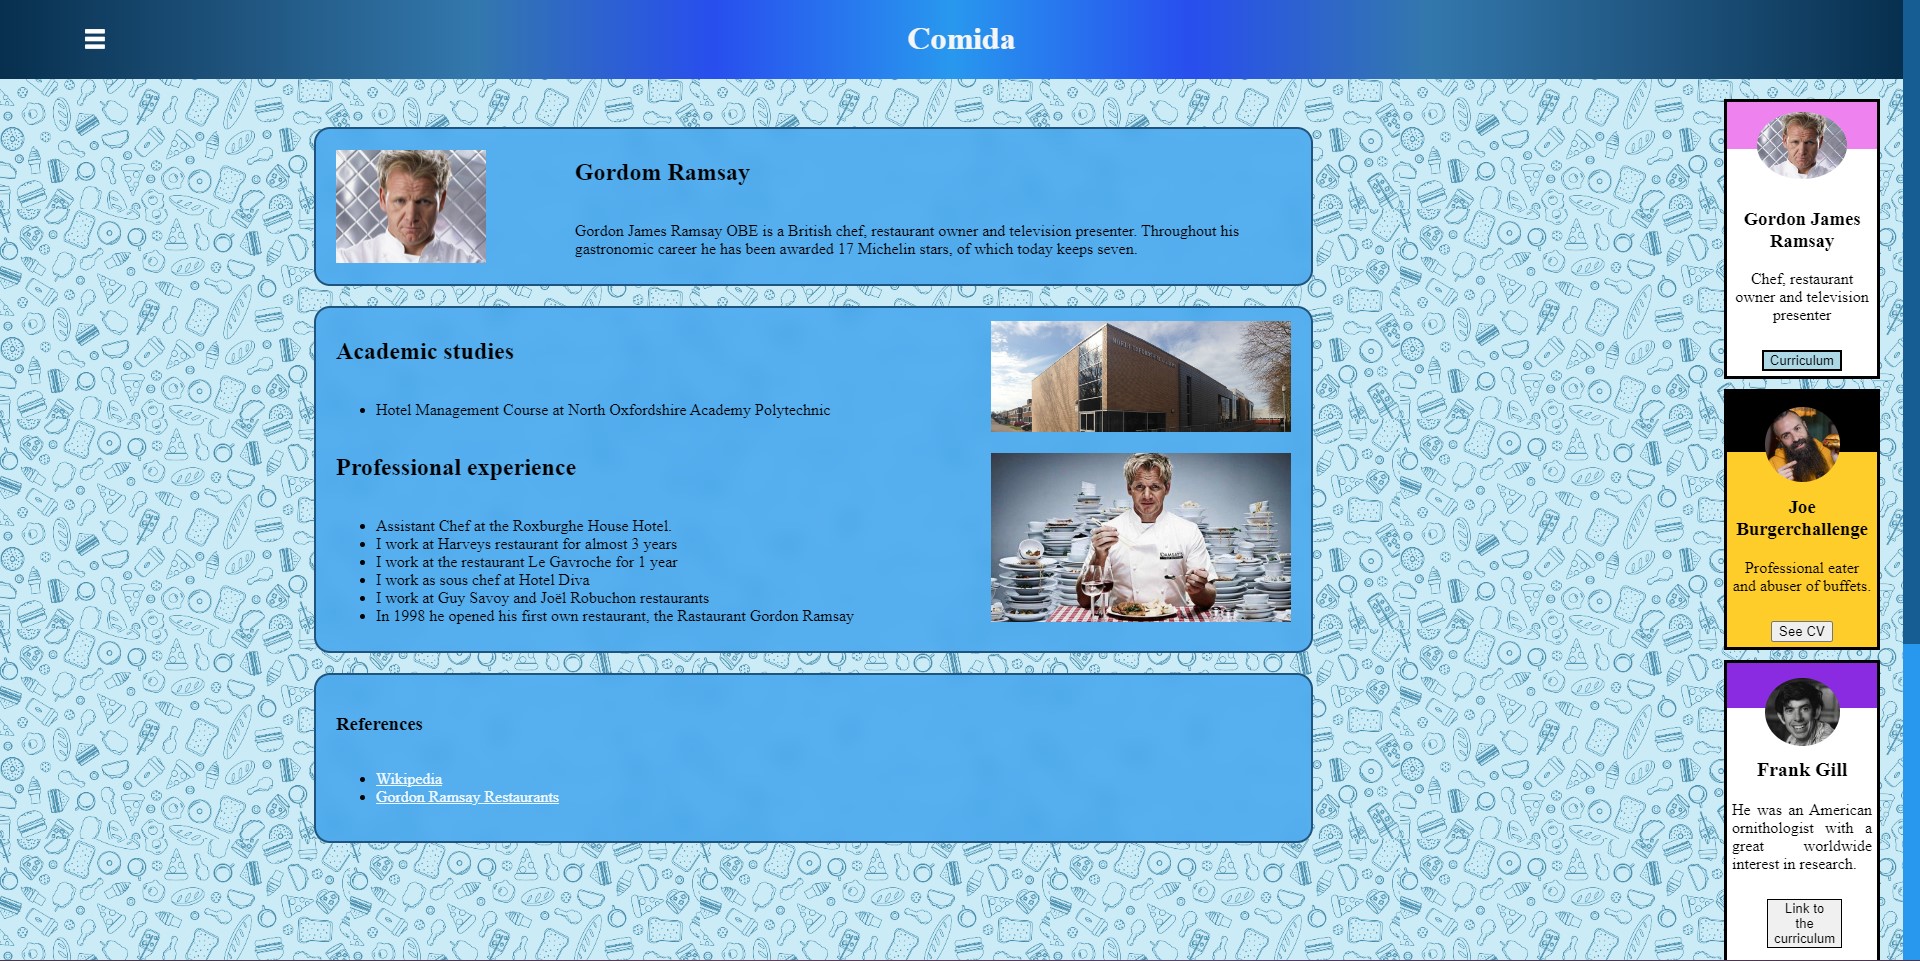 Comida
Gordom Ramsay
Gordon James Ramsay OBE is a British chef, restaurant owner and television presenter. Throughout his
gastronomic career he has been awarded 17 Michelin stars, of which today keeps seven.
Academic studies
Hotel Management Course at North Oxfordshire Academy Polytechnic
Professional experience
Assistant Chef at the Roxburghe House Hotel.
I work at Harveys restaurant for almost 3 years
I work at the restaurant Le Gavroche for 1 year
I work as sous chef at Hotel Diva
I work at Guy Savoy and Joël Robuchon restaurants
In 1998 he opened his first own restaurant, the Rastaurant Gordon Ramsay
References
Wikipedia
Gordon Ramsay Restaurants
Gordon James
Ramsay
Chef, restaurant
owner and television
presenter
Curriculum
Joe
Burgerchallenge
Professional eater
and abuser of buffets.
See CV
Frank Gill
He was an American
ornithologist with a
great worldwide
interest in research.
Link to
the
curriculum